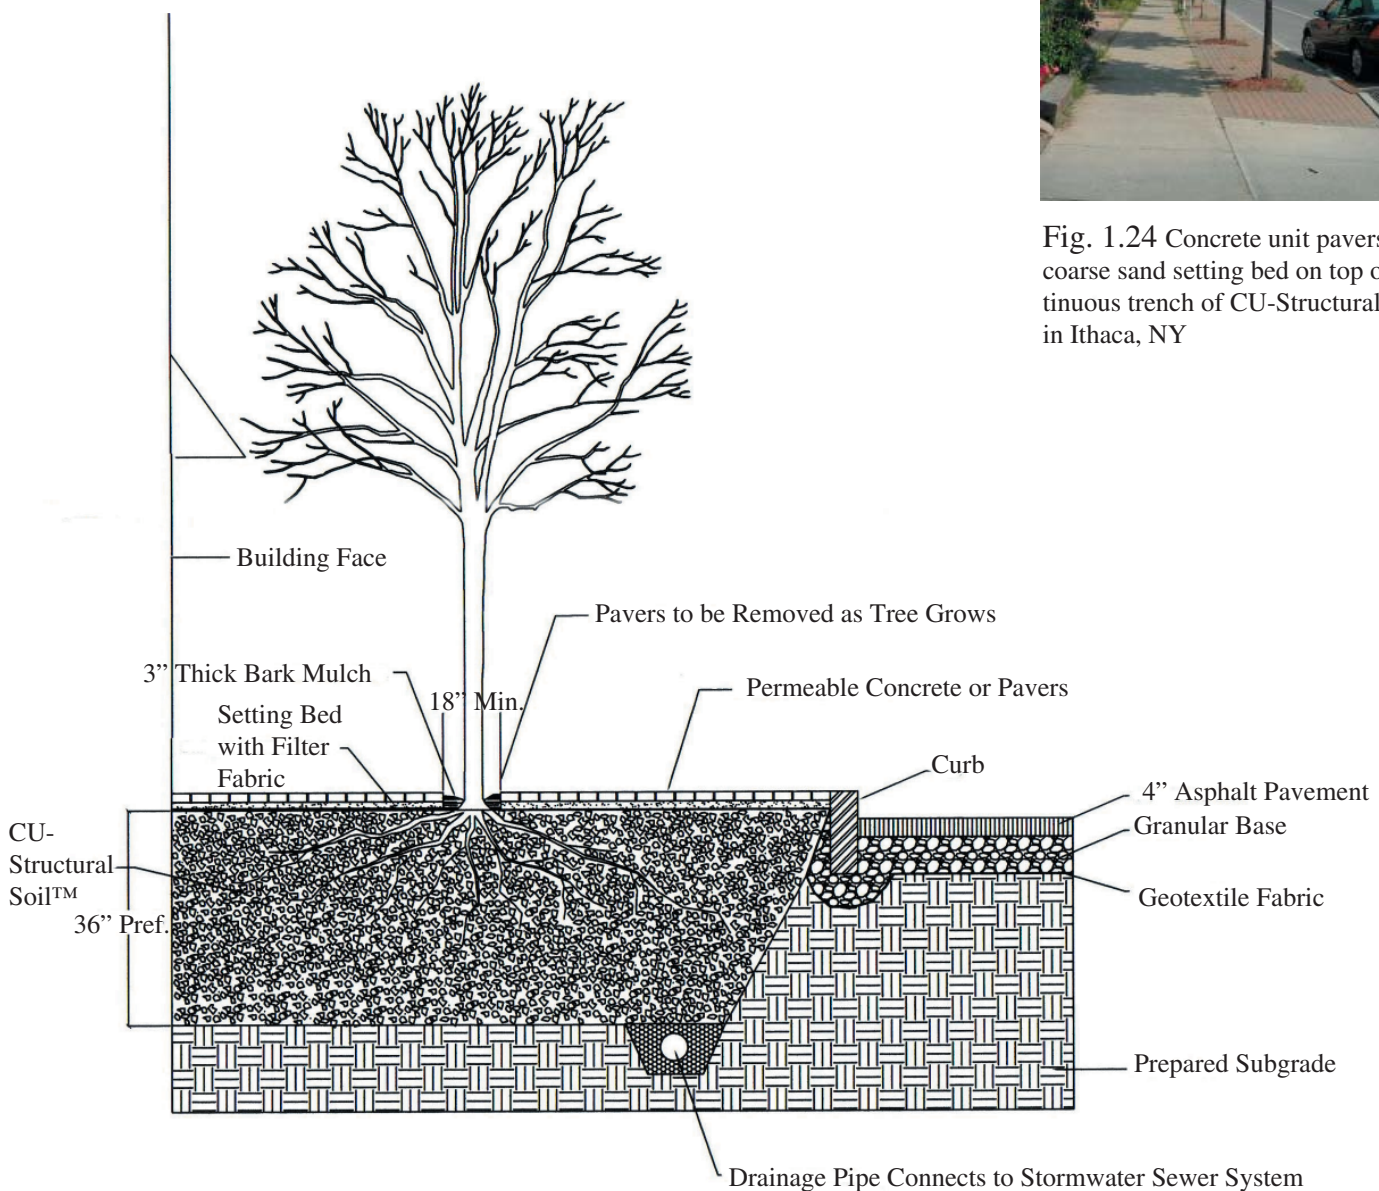 Fig. 1.24 Concrete unit pavers
coarse sand setting bed on top o
tinuous trench of CU-Structural
in Ithaca, NY
Building Face
Pavers to be Removed as Tree Grows
3” Thick Bark Mulch
18” Min.
Permeable Concrete or Pavers
Setting Bed
with Filter
Fabric
Curb
4” Asphalt Pavement
Granular Base
CU-
Structural
Soil™
Geotextile Fabric
36” Pref.
Prepared Subgrade
Drainage Pipe Connects to Stormwater Sewer System